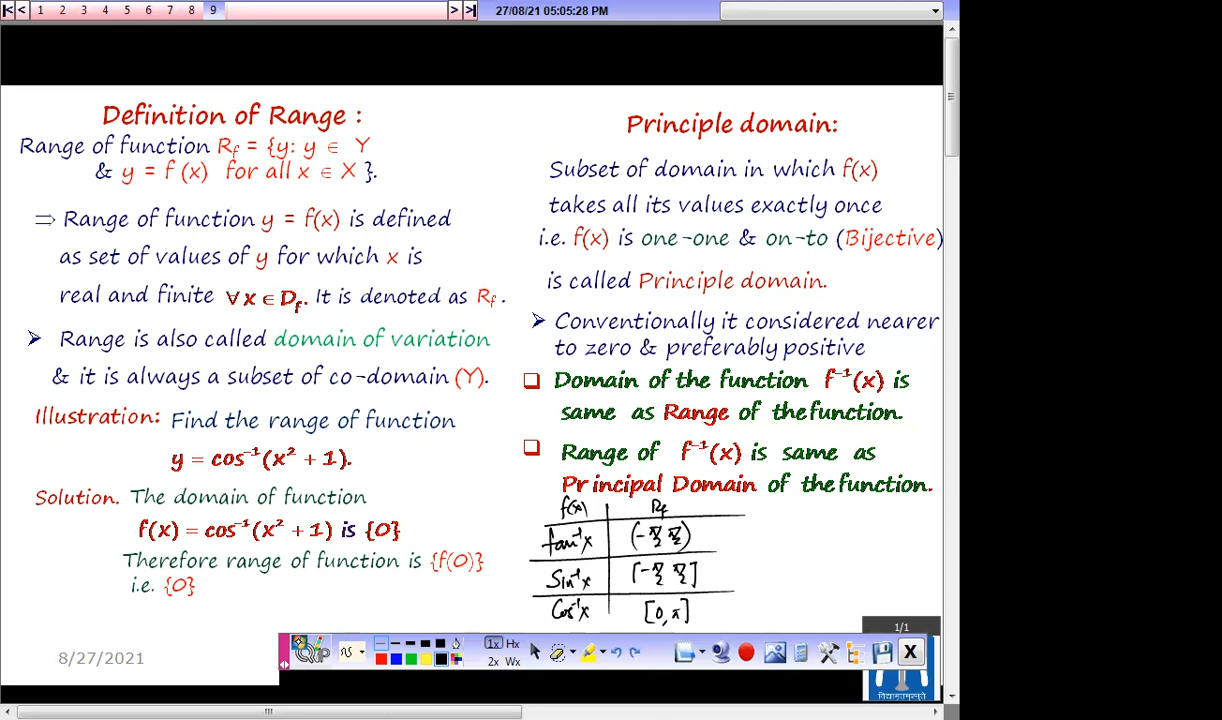 1 2 3 4 5 6 7 8 9
27/08/21 05:05:28 PM
Definition of Range :
Range of function R_f = {y: y ∈ Y
& y = f (x) for all x ∈ X }.
⇒ Range of function y = f(x) is defined
as set of values of y for which x is
real and finite ∀ x ∈ D_f. It is denoted as R_f .
➤ Range is also called domain of variation
& it is always a subset of co-domain (Y).
Illustration: Find the range of function
y = cos⁻¹(x² + 1).
Solution. The domain of function
f(x) = cos⁻¹(x² + 1) is {0}
Therefore range of function is {f(0)}
i.e. {0}
8/27/2021
Principle domain:
Subset of domain in which f(x)
takes all its values exactly once
i.e. f(x) is one-one & on-to (Bijective)
is called Principle domain.
➤ Conventionally it considered nearer
to zero & preferably positive
❑ Domain of the function f⁻¹(x) is
same as Range of the function.
❑ Range of f⁻¹(x) is same as
Principal Domain of the function.
f(x) R_f
tan⁻¹x (-π/2 π/2)
Sin⁻¹x [-π/2 π/2]
Cos⁻¹x [0, π]
1/1
1x Hx
2x Wx
X